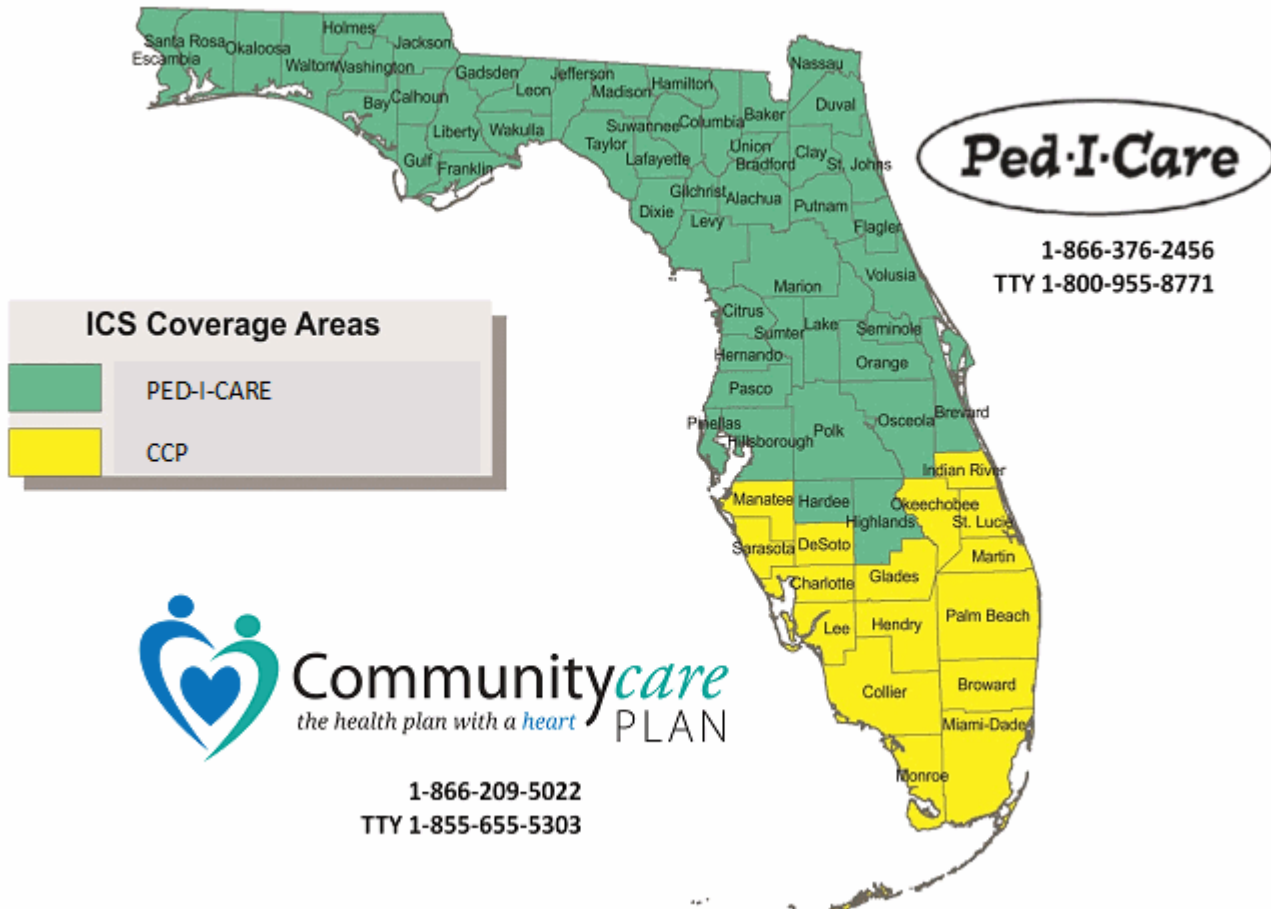 Holmes
Santa Rosa
Okaloosa
Jackson
Escambia
Walton
Washington
Gadsden
Jefferson
Hamilton
Nassau
Leon
Madison
Bay
Calhoun
Duval
Baker
Suwannee
Columbia
Liberty
Wakulla
Taylor
Union
Clay
Lafayette
Bradford
St. Johns
Gulf
Franklin
Gilchrist
Alachua
Putnam
Dixie
Levy
Flagler
Ped·I·Care
1-866-376-2456
TTY 1-800-955-8771
Volusia
Marion
Citrus
Sumter
Lake
Seminole
Hernando
Orange
Pasco
Pinellas
Hillsborough
Polk
Osceola
Brevard
ICS Coverage Areas
PED-I-CARE
CCP
Indian River
Manatee
Hardee
Okeechobee
Highlands
St. Lucie
Sarasota
DeSoto
Martin
Charlotte
Glades
Palm Beach
Lee
Hendry
Collier
Broward
Miami-Dade
Monroe
Communitycare
the health plan with a heart
PLAN
1-866-209-5022
TTY 1-855-655-5303